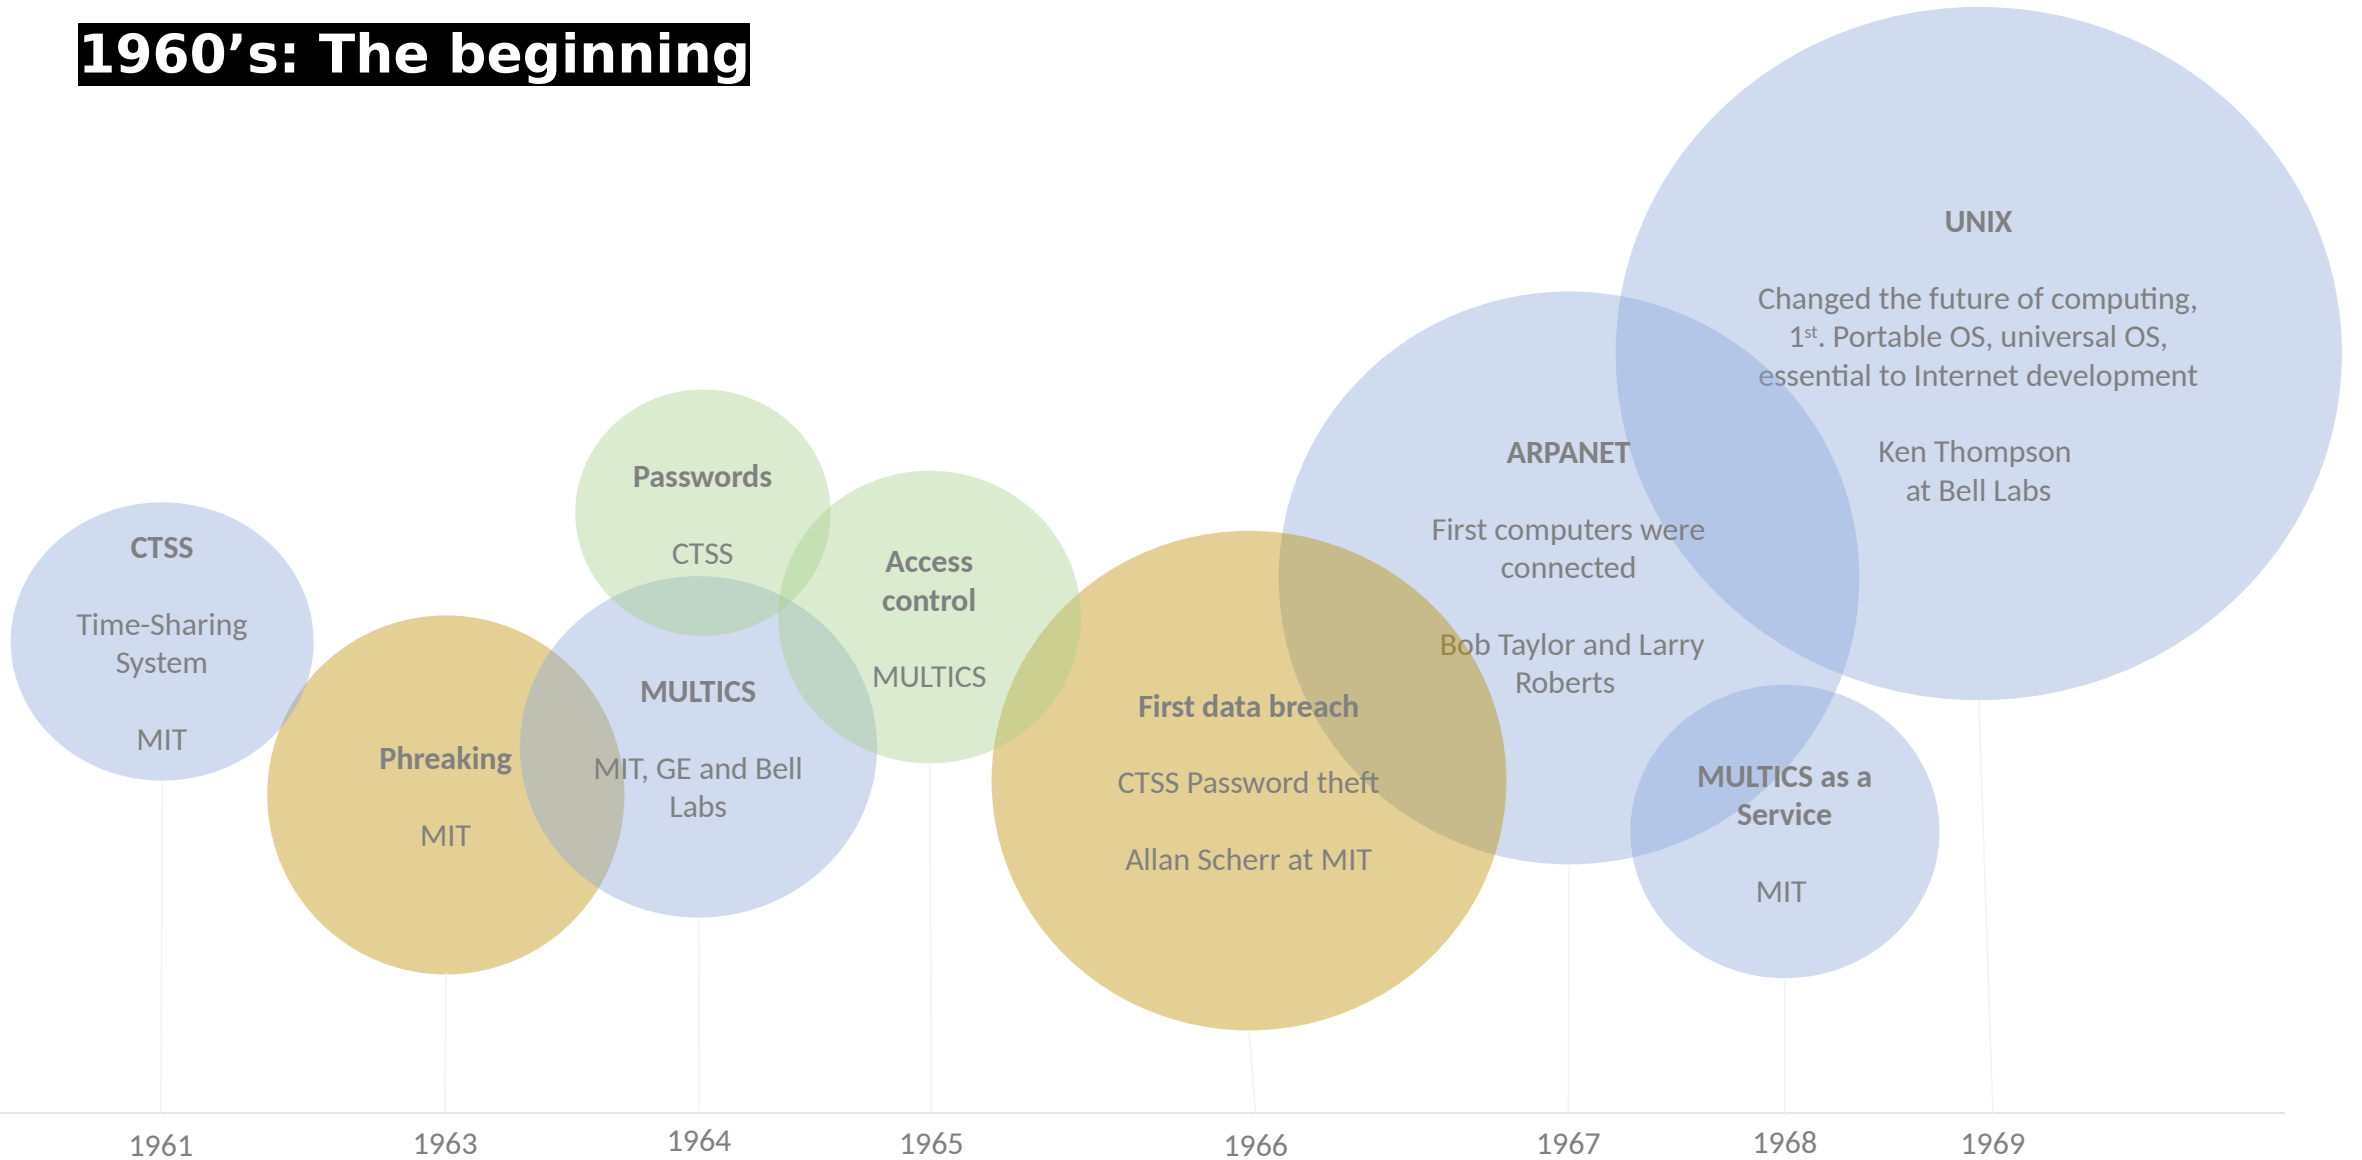 1960’s: The beginning
CTSS
Time-Sharing
System
MIT
Phreaking
MIT
Passwords
CTSS
MULTICS
MIT, GE and Bell
Labs
Access
control
MULTICS
First data breach
CTSS Password theft
Allan Scherr at MIT
ARPANET
First computers were
connected
Bob Taylor and Larry
Roberts
MULTICS as a
Service
MIT
UNIX
Changed the future of computing,
1st. Portable OS, universal OS,
essential to Internet development
Ken Thompson
at Bell Labs
1961
1963
1964
1965
1966
1967
1968
1969